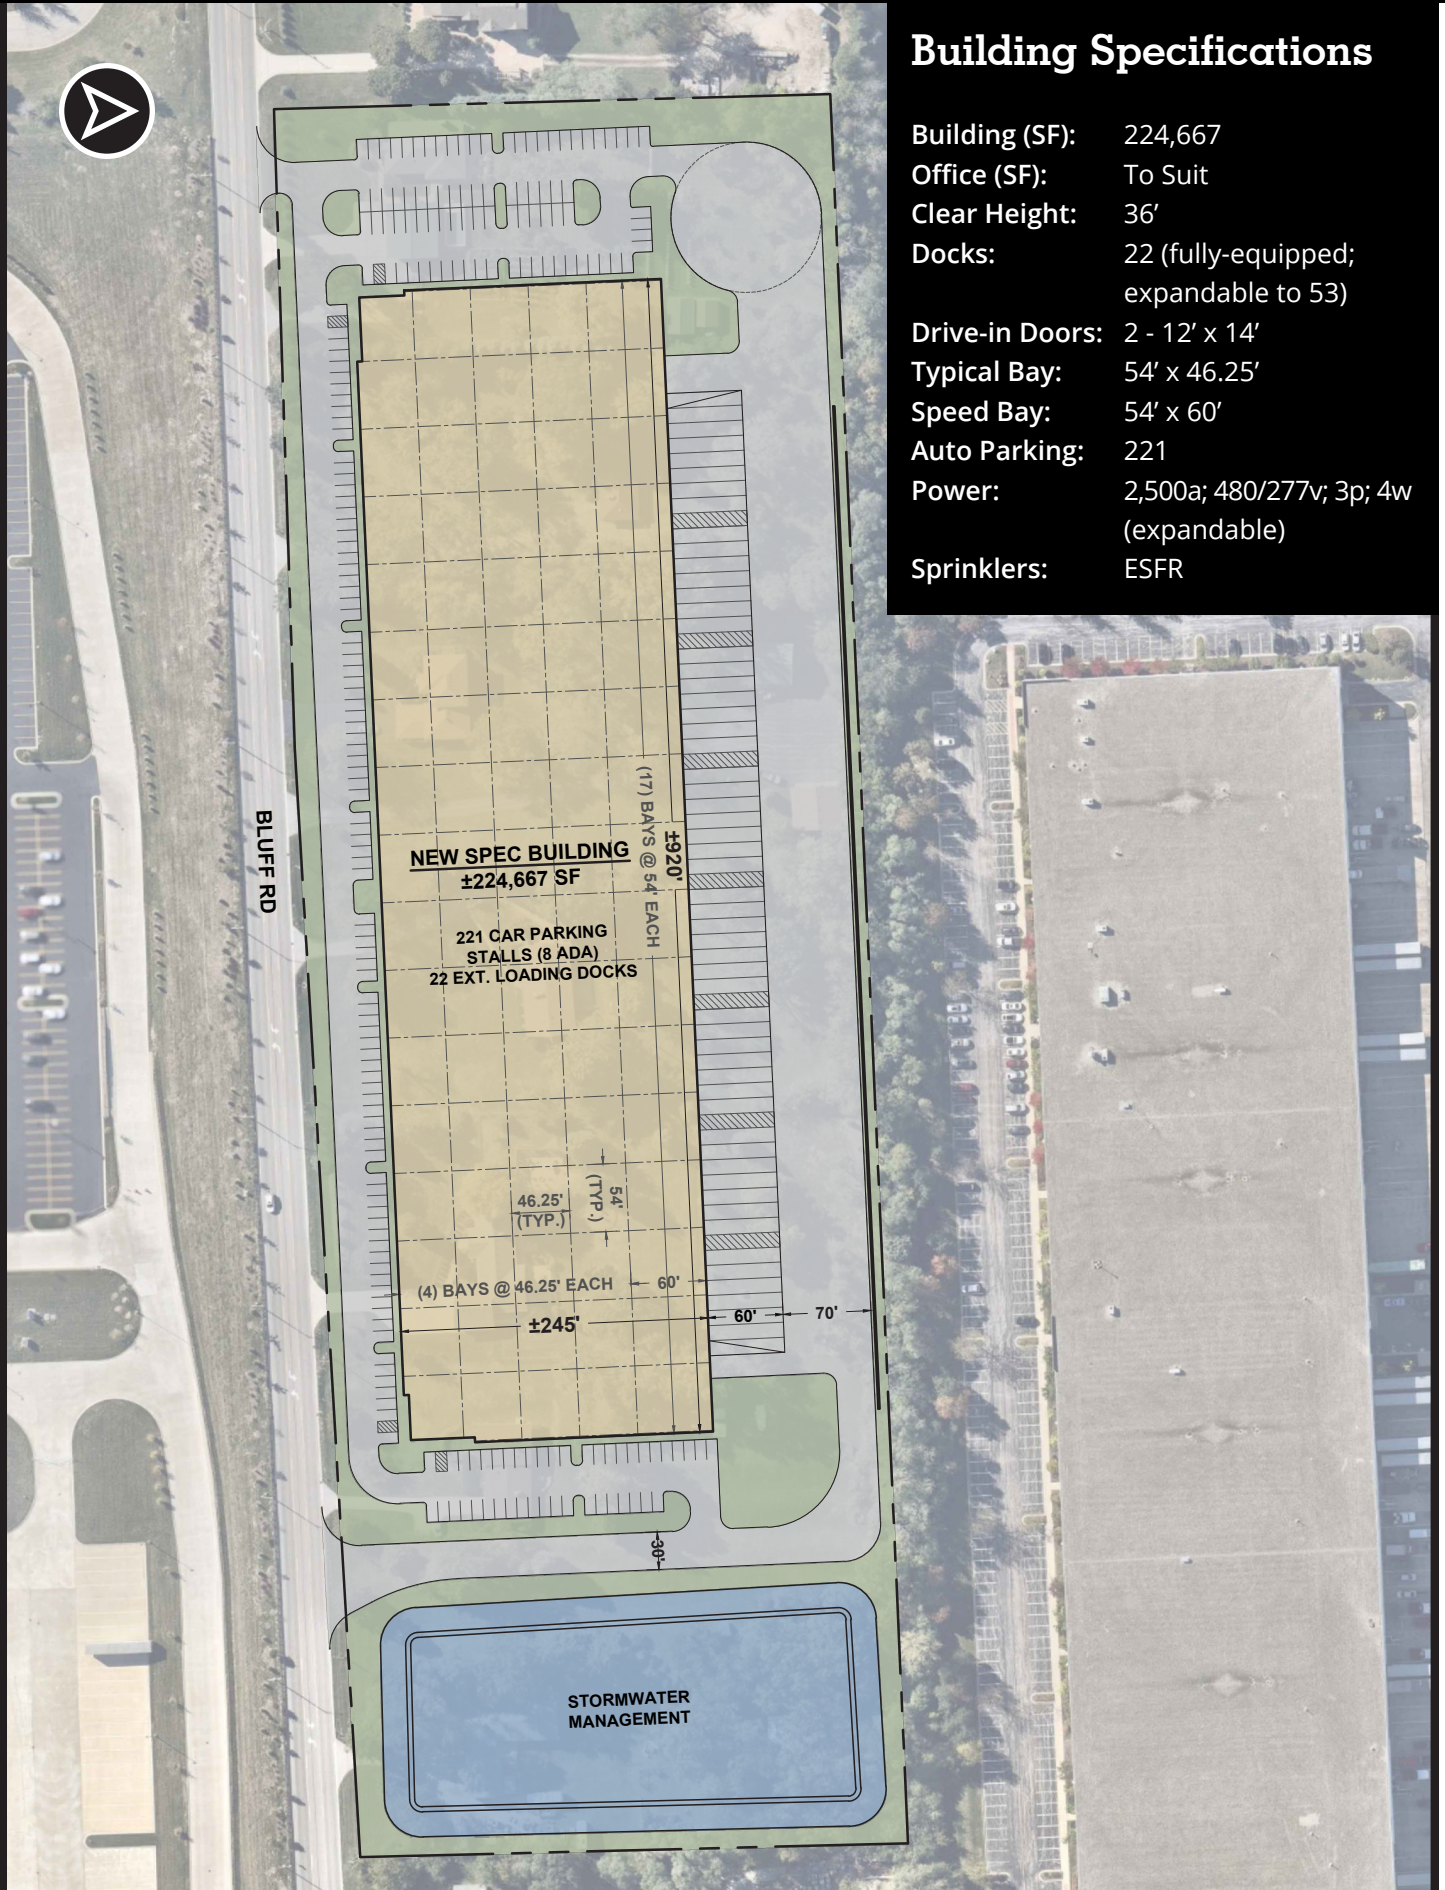 Building Specifications
Building (SF): 224,667
Office (SF): To Suit
Clear Height: 36’
Docks: 22 (fully-equipped;
expandable to 53)
Drive-in Doors: 2 - 12’ x 14’
Typical Bay: 54’ x 46.25’
Speed Bay: 54’ x 60’
Auto Parking: 221
Power: 2,500a; 480/277v; 3p; 4w
(expandable)
Sprinklers: ESFR
BLUFF RD
(17) BAYS @ 54' EACH
±920'
NEW SPEC BUILDING
±224,667 SF
221 CAR PARKING
STALLS (8 ADA)
22 EXT. LOADING DOCKS
46.25'
(TYP.)
54'
(TYP.)
(4) BAYS @ 46.25' EACH
60'
±245'
60'
70'
30'
STORMWATER
MANAGEMENT